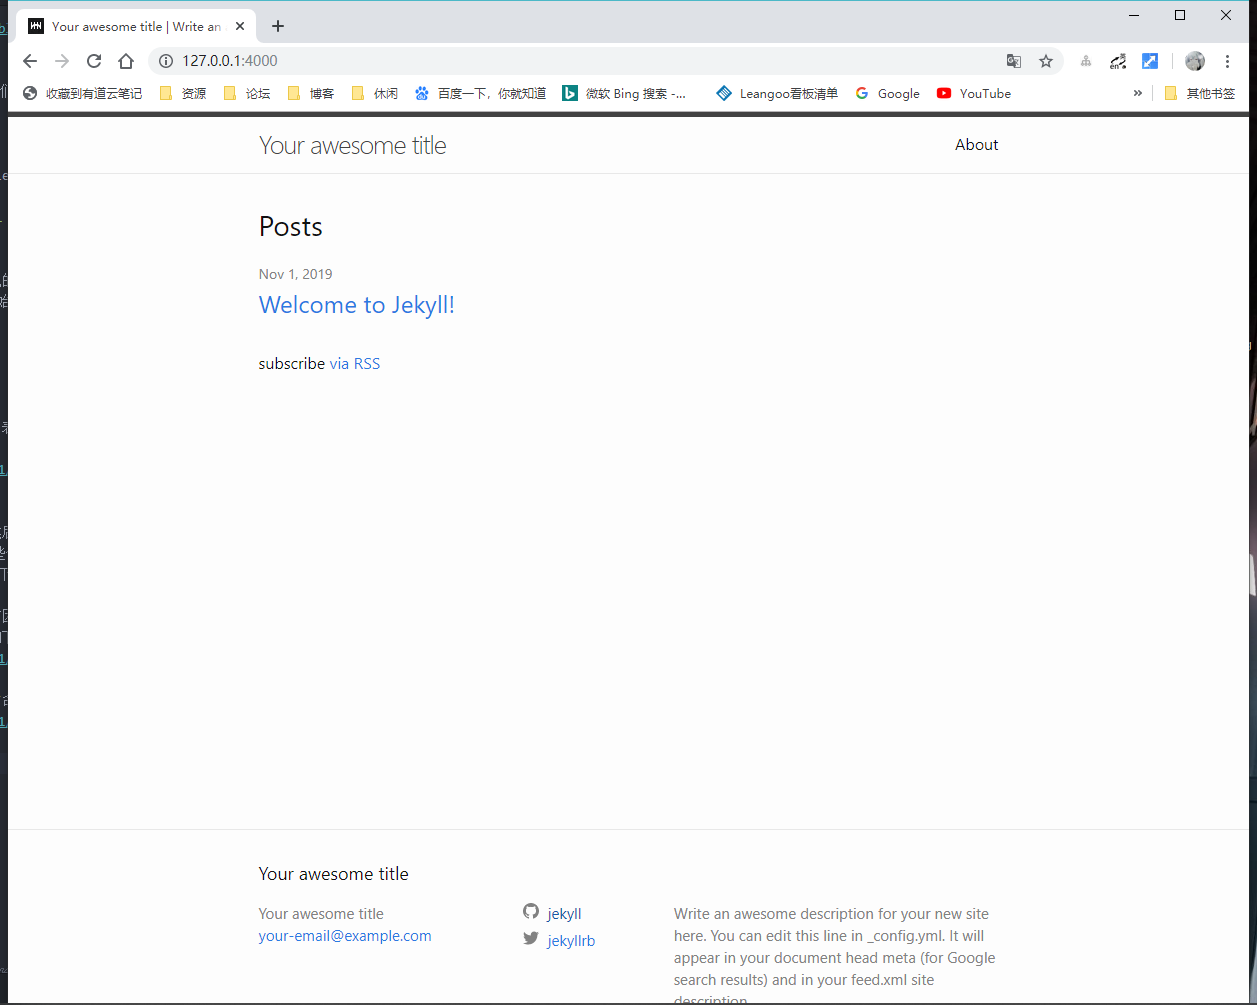 Your awesome title | Write an
127.0.0.1:4000
收藏到有道云笔记 资源 论坛 博客 休闲 百度一下，你就知道 微软 Bing 搜索 -... Leangoo看板清单 Google YouTube » 其他书签
Your awesome title About
Posts
Nov 1, 2019
Welcome to Jekyll!
subscribe via RSS
Your awesome title
Your awesome title
your-email@example.com
jekyll
jekyllrb
Write an awesome description for your new site
here. You can edit this line in _config.yml. It will
appear in your document head meta (for Google
search results) and in your feed.xml site
description.